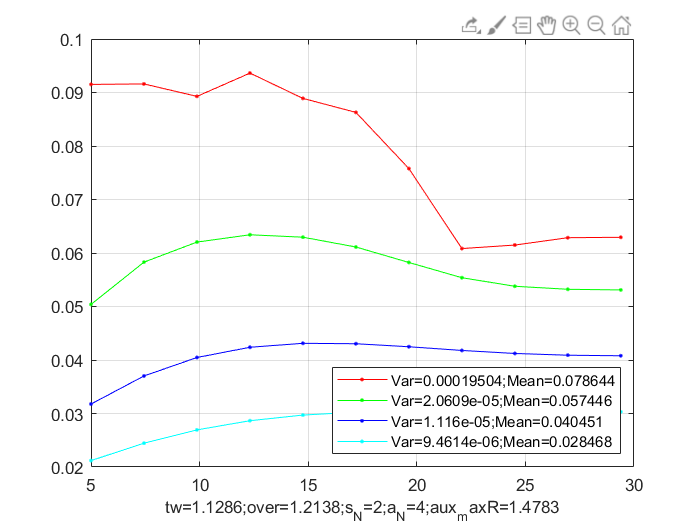 0.1
0.09
0.08
0.07
0.06
0.05
0.04
0.03
0.02
Var=0.00019504;Mean=0.078644
Var=2.0609e-05;Mean=0.057446
Var=1.116e-05;Mean=0.040451
Var=9.4614e-06;Mean=0.028468
5 10 15 20 25 30
tw=1.1286;over=1.2138;s_N=2;a_N=4;aux_maxR=1.4783